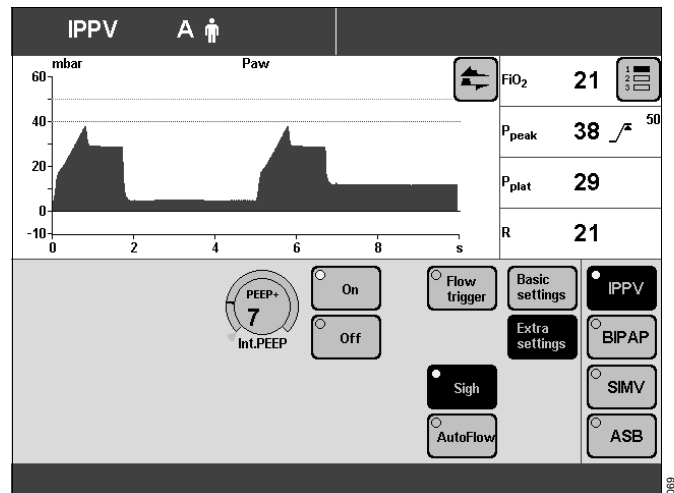 IPPV A
mbar Paw
60
40
20
0
-10
0 2 4 6 8 s
FiO2 21
1
2
3
Ppeak 38 50
Pplat 29
R 21
PEEP+
7
Int.PEEP
On
Off
Flow
trigger
Sigh
AutoFlow
Basic
settings
Extra
settings
IPPV
BIPAP
SIMV
ASB
069